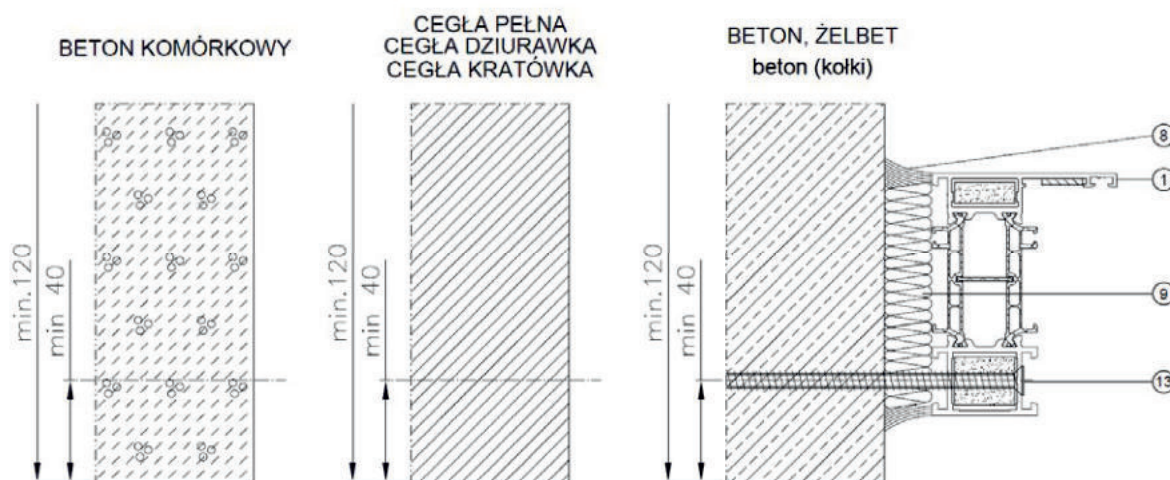 BETON KOMÓRKOWY
CEGŁA PEŁNA
CEGŁA DZIURAWKA
CEGŁA KRATÓWKA
BETON, ŻELBET
beton (kołki)
min.120
min 40
min.120
min 40
min.120
min 40
8
1
9
13